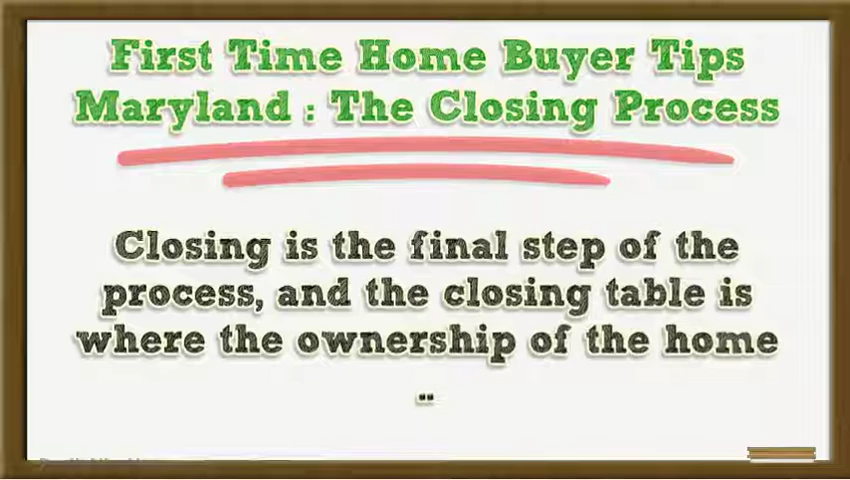 First Time Home Buyer Tips
Maryland : The Closing Process
Closing is the final step of the
process, and the closing table is
where the ownership of the home
..